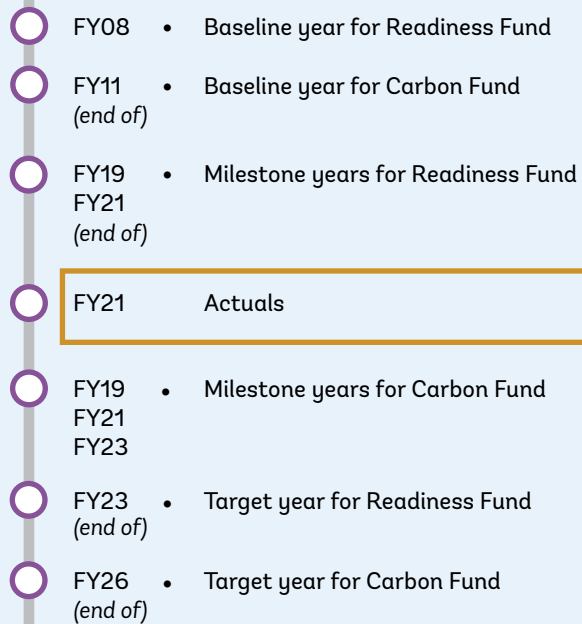 FY08 • Baseline year for Readiness Fund
FY11 • Baseline year for Carbon Fund
(end of)
FY19 • Milestone years for Readiness Fund
FY21
(end of)
FY21 Actuals
FY19 • Milestone years for Carbon Fund
FY21
FY23
FY23 • Target year for Readiness Fund
(end of)
FY26 • Target year for Carbon Fund
(end of)